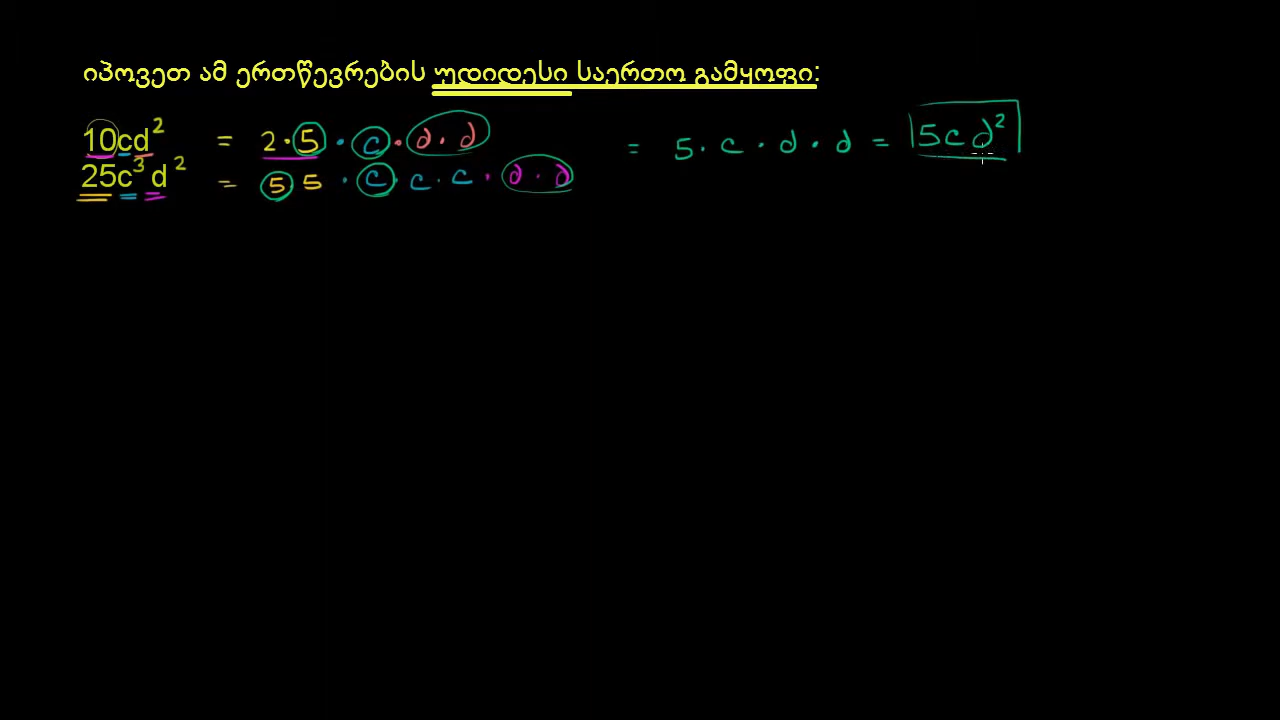 იპოვეთ ამ ერთწევრების უდიდესი საერთო გამყოფი:
10cd² = 2·5·c·d·d = 5·c·d·d = 5cd²
25c³d² = 5 5·c·c·c·d·d